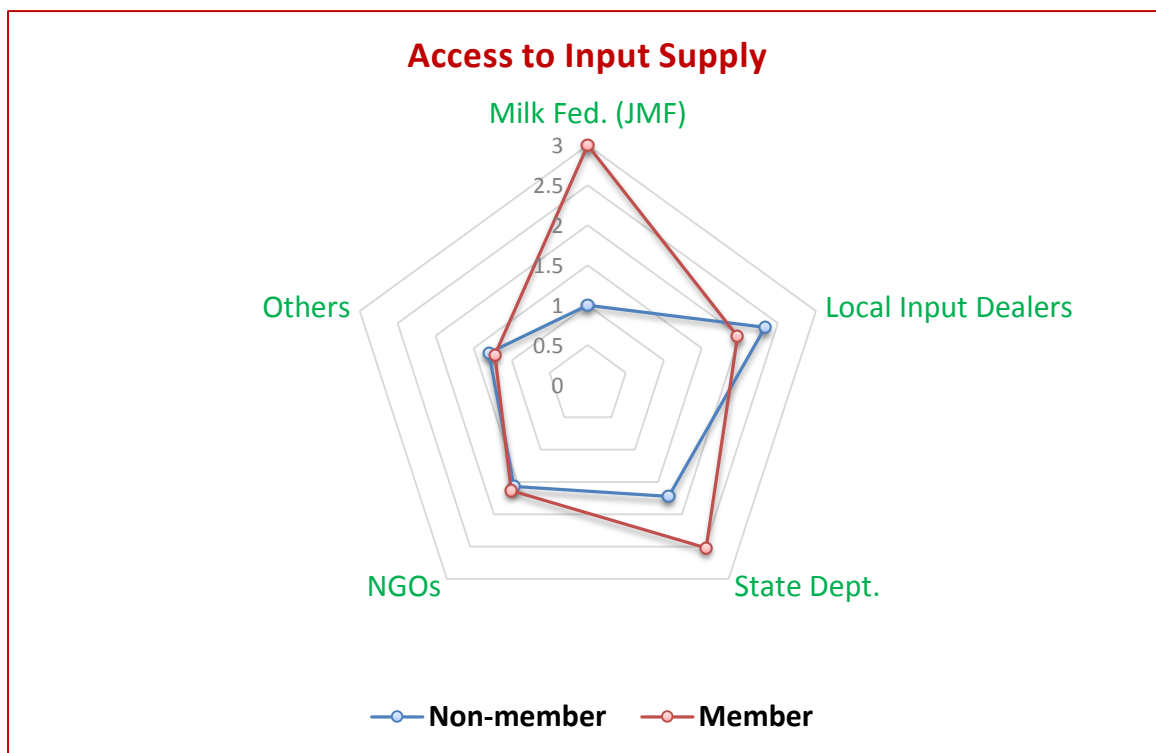 Access to Input Supply
Milk Fed. (JMF)
3
2.5
2
1.5
1
0.5
0
Others
Local Input Dealers
NGOs
State Dept.
Non-member
Member